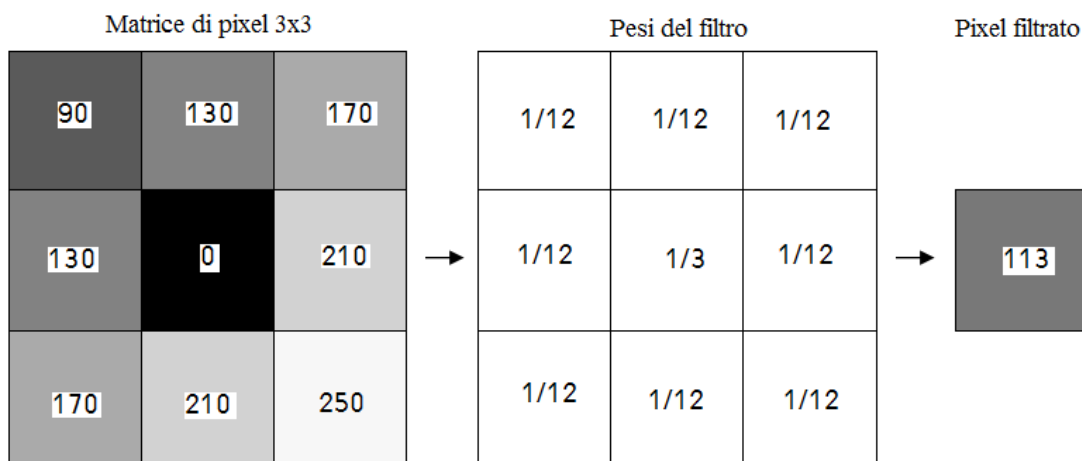 Matrice di pixel 3x3
Pesi del filtro
Pixel filtrato
90 130 170
1/12 1/12 1/12
130 0 210
1/12 1/3 1/12
113
170 210 250
1/12 1/12 1/12